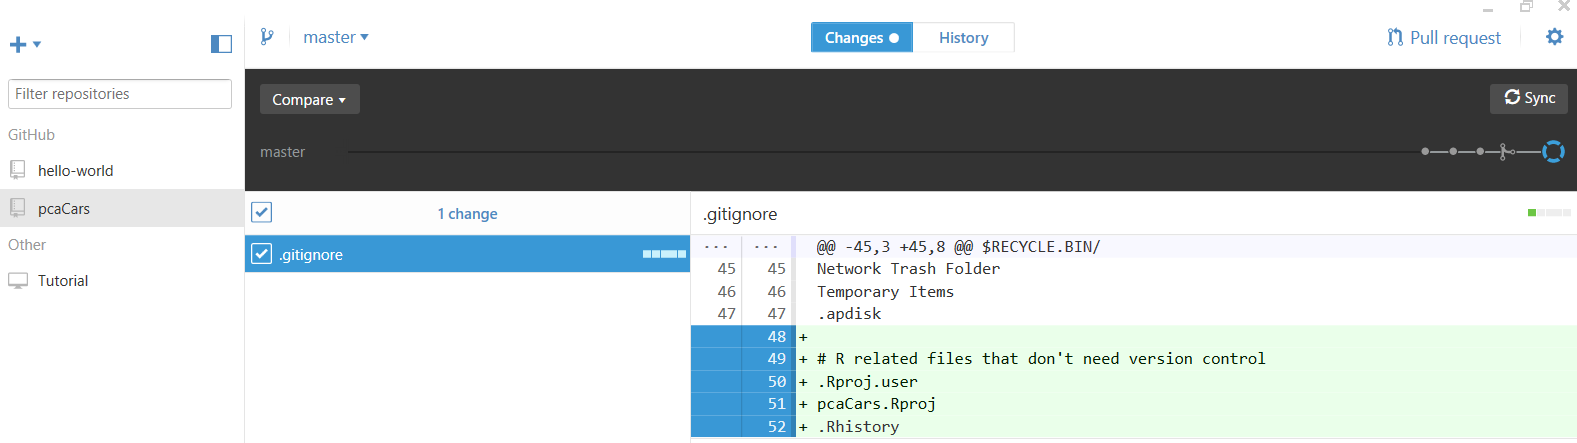 master
Changes
History
Pull request
Filter repositories
GitHub
hello-world
pcaCars
Other
Tutorial
Compare
Sync
master
1 change
.gitignore
.gitignore
... ... @@ -45,3 +45,8 @@ $RECYCLE.BIN/
45 45 Network Trash Folder
46 46 Temporary Items
47 47 .apdisk
48 +
49 + # R related files that don't need version control
50 + .Rproj.user
51 + pcaCars.Rproj
52 + .Rhistory